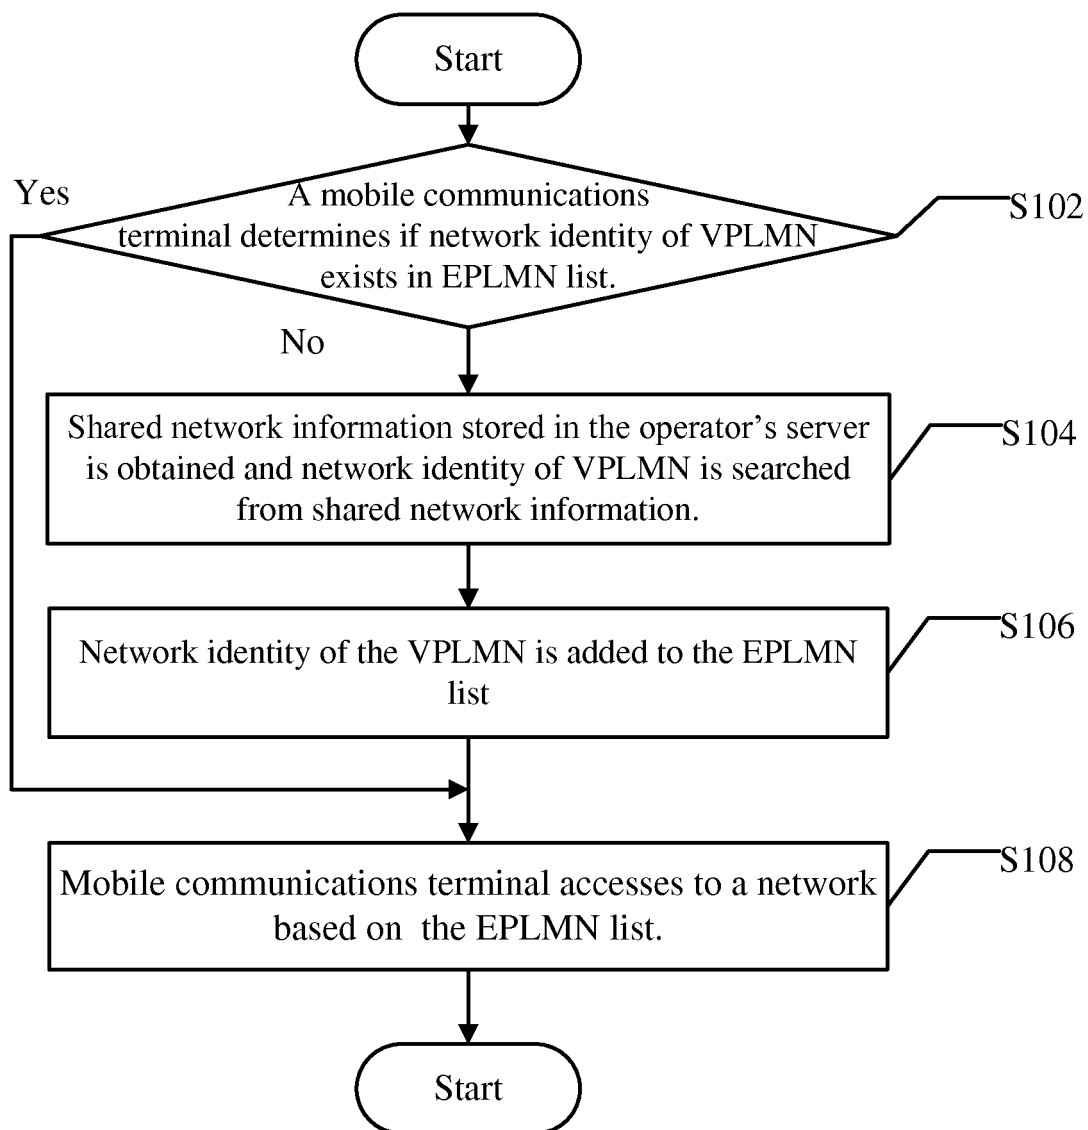 Start
Yes
A mobile communications
terminal determines if network identity of VPLMN
exists in EPLMN list.
S102
No
Shared network information stored in the operator’s server
is obtained and network identity of VPLMN is searched
from shared network information.
S104
Network identity of the VPLMN is added to the EPLMN
list
S106
Mobile communications terminal accesses to a network
based on the EPLMN list.
S108
Start